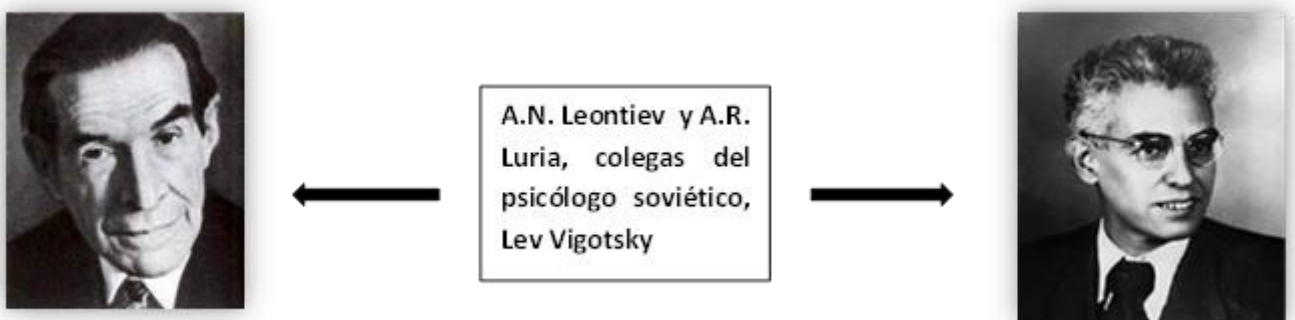 A.N. Leontiev y A.R.
Luria, colegas del
psicólogo soviético,
Lev Vigotsky